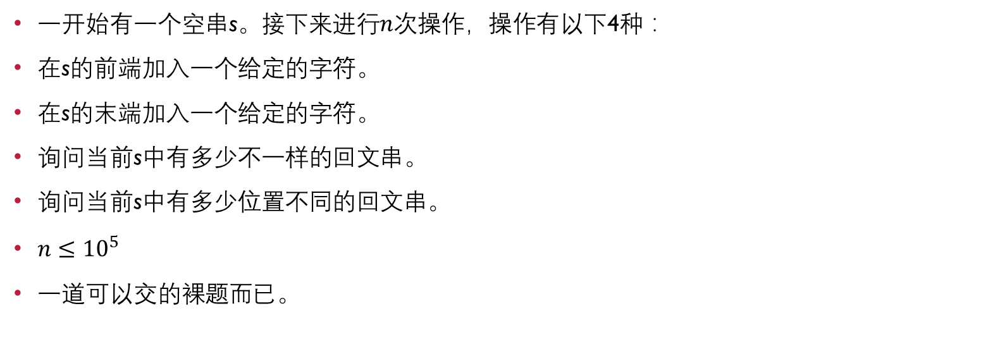 • 一开始有一个空串s。接下来进行n次操作，操作有以下4种：
• 在s的前端加入一个给定的字符。
• 在s的末端加入一个给定的字符。
• 询问当前s中有多少不一样的回文串。
• 询问当前s中有多少位置不同的回文串。
• n ≤ 10⁵
• 一道可以交的裸题而已。